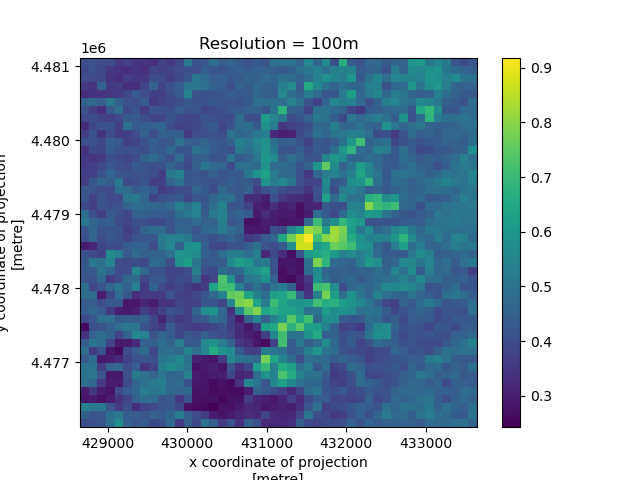 Resolution = 100m
1e6
4.481
4.480
4.479
4.478
4.477
y coordinate of projection
[metre]
429000 430000 431000 432000 433000
x coordinate of projection
[metre]
0.9
0.8
0.7
0.6
0.5
0.4
0.3